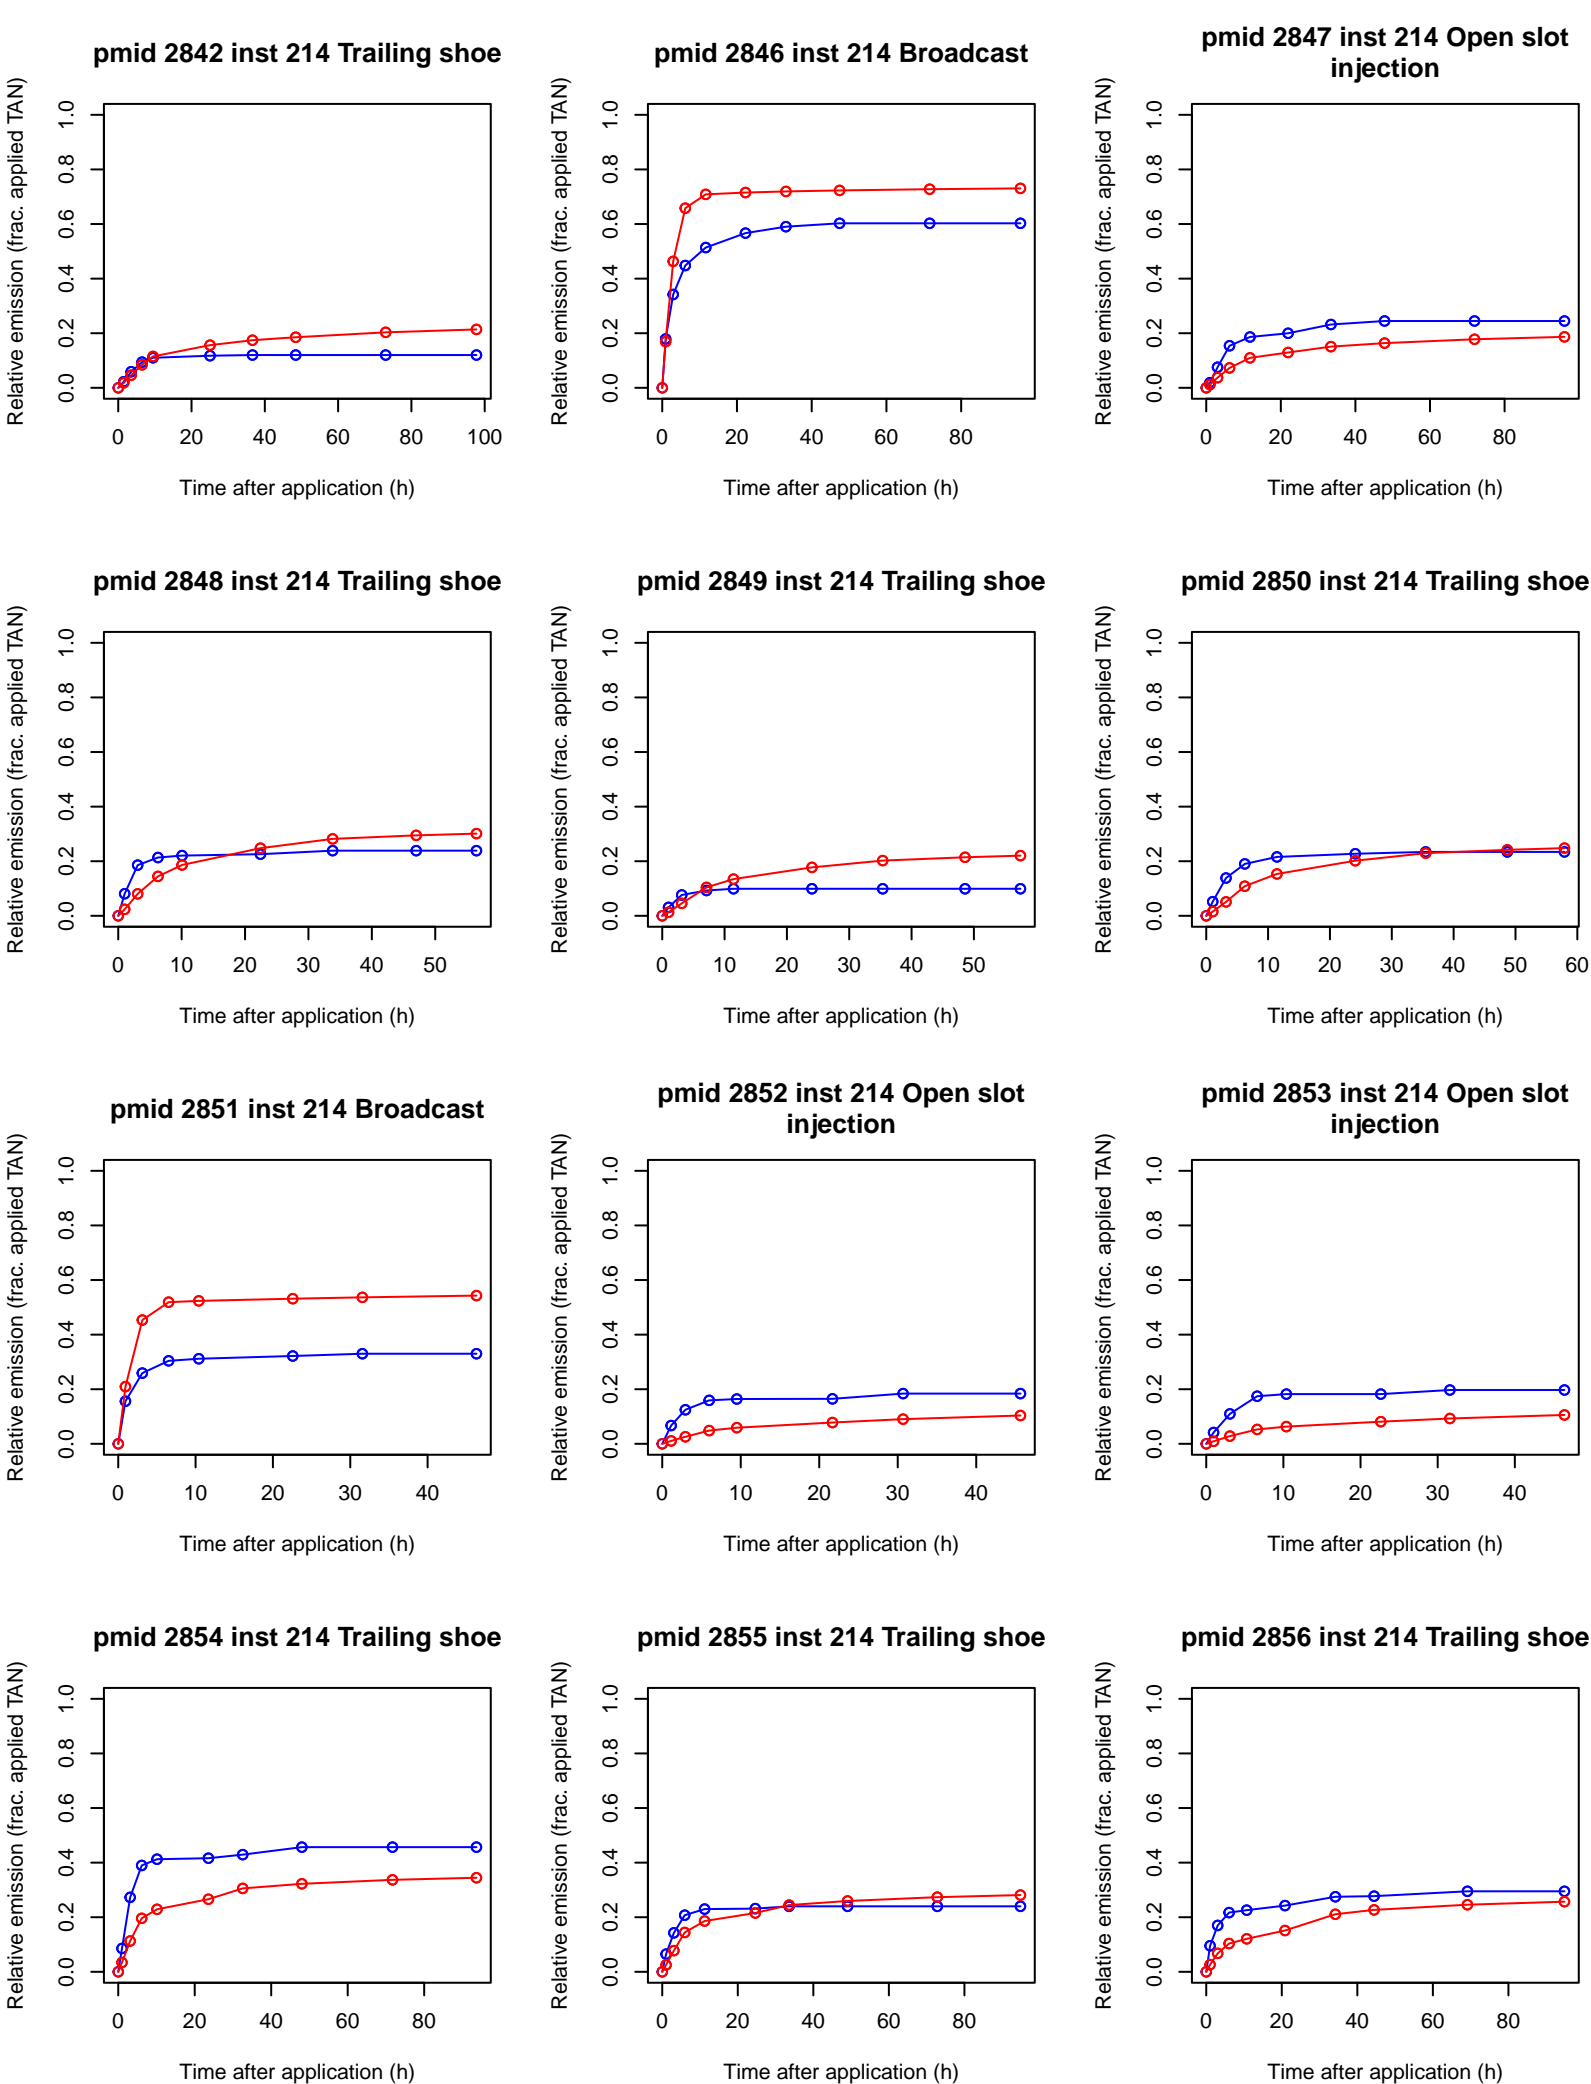 pmid 2842 inst 214 Trailing shoe
Relative emission (frac. applied TAN)
1.0
0.8
0.6
0.4
0.2
0.0
0 20 40 60 80 100
Time after application (h)
pmid 2846 inst 214 Broadcast
Relative emission (frac. applied TAN)
1.0
0.8
0.6
0.4
0.2
0.0
0 20 40 60 80
Time after application (h)
pmid 2847 inst 214 Open slot
injection
Relative emission (frac. applied TAN)
1.0
0.8
0.6
0.4
0.2
0.0
0 20 40 60 80
Time after application (h)
pmid 2848 inst 214 Trailing shoe
Relative emission (frac. applied TAN)
1.0
0.8
0.6
0.4
0.2
0.0
0 10 20 30 40 50
Time after application (h)
pmid 2849 inst 214 Trailing shoe
Relative emission (frac. applied TAN)
1.0
0.8
0.6
0.4
0.2
0.0
0 10 20 30 40 50
Time after application (h)
pmid 2850 inst 214 Trailing shoe
Relative emission (frac. applied TAN)
1.0
0.8
0.6
0.4
0.2
0.0
0 10 20 30 40 50 60
Time after application (h)
pmid 2851 inst 214 Broadcast
Relative emission (frac. applied TAN)
1.0
0.8
0.6
0.4
0.2
0.0
0 10 20 30 40
Time after application (h)
pmid 2852 inst 214 Open slot
injection
Relative emission (frac. applied TAN)
1.0
0.8
0.6
0.4
0.2
0.0
0 10 20 30 40
Time after application (h)
pmid 2853 inst 214 Open slot
injection
Relative emission (frac. applied TAN)
1.0
0.8
0.6
0.4
0.2
0.0
0 10 20 30 40
Time after application (h)
pmid 2854 inst 214 Trailing shoe
Relative emission (frac. applied TAN)
1.0
0.8
0.6
0.4
0.2
0.0
0 20 40 60 80
Time after application (h)
pmid 2855 inst 214 Trailing shoe
Relative emission (frac. applied TAN)
1.0
0.8
0.6
0.4
0.2
0.0
0 20 40 60 80
Time after application (h)
pmid 2856 inst 214 Trailing shoe
Relative emission (frac. applied TAN)
1.0
0.8
0.6
0.4
0.2
0.0
0 20 40 60 80
Time after application (h)